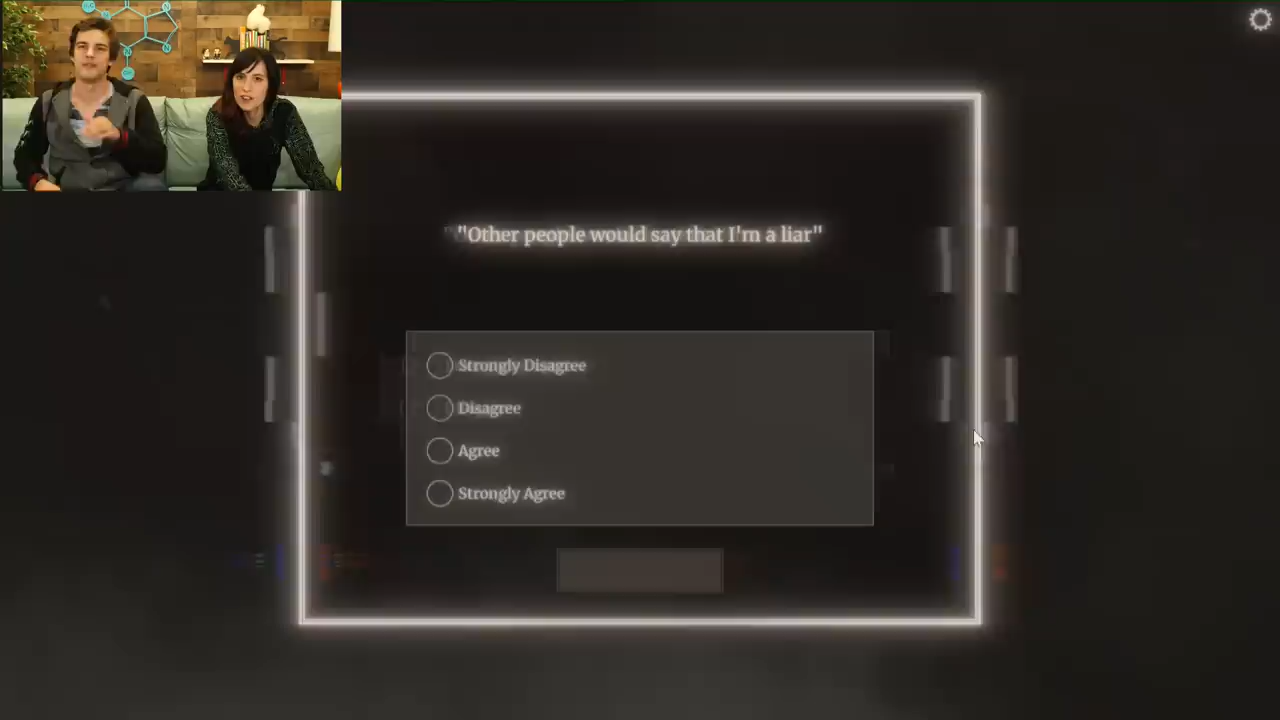 "Other people would say that I'm a liar"
Strongly Disagree
Disagree
Agree
Strongly Agree